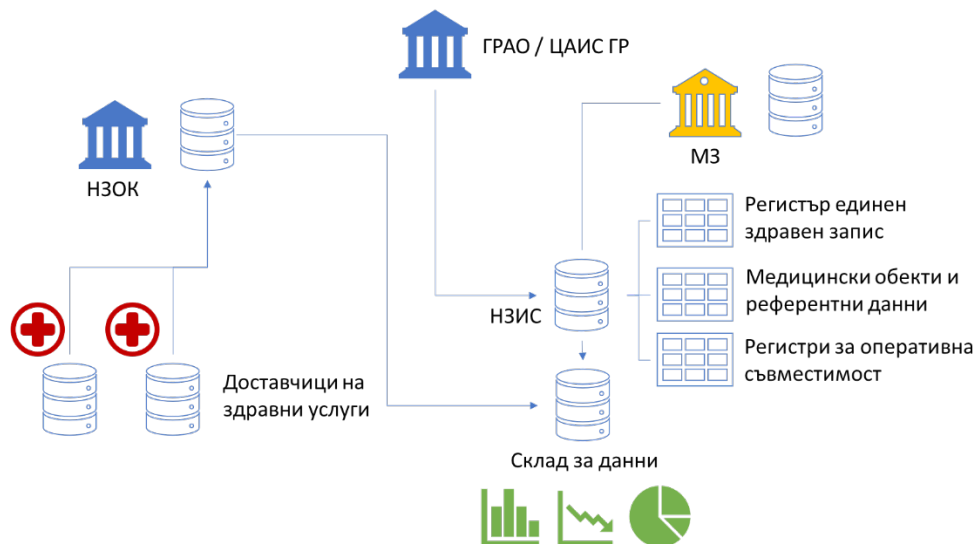 ГРАО / ЦАИС ГР
МЗ
НЗОК
Регистър единен
здравен запис
Медицински обекти и
референтни данни
НЗИС
Регистри за оперативна
съвместимост
Доставчици на
здравни услуги
Склад за данни